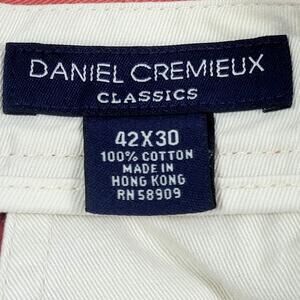 DANIEL CREMIEUX
CLASSICS
42X30
100% COTTON
MADE IN
HONG KONG
RN 58909